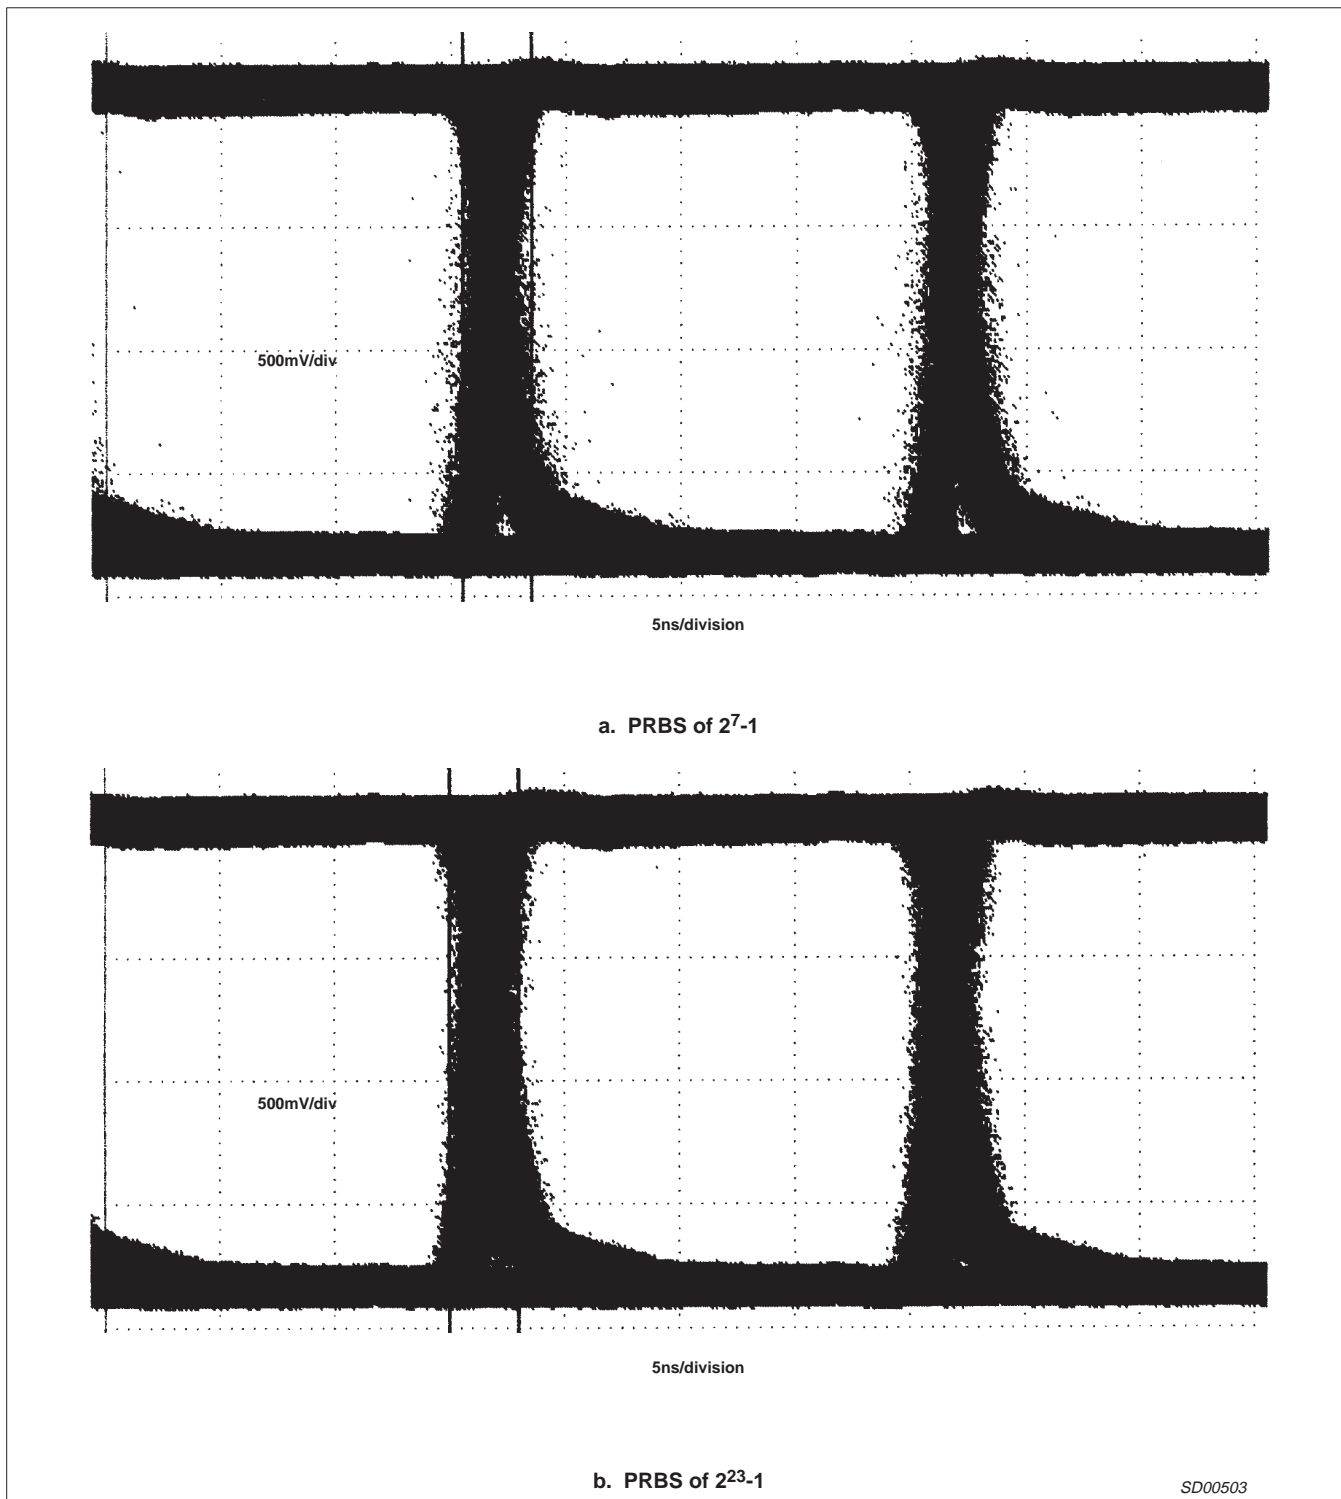 500mV/div
5ns/division
a. PRBS of 2⁷-1
500mV/div
5ns/division
b. PRBS of 2²³-1
SD00503